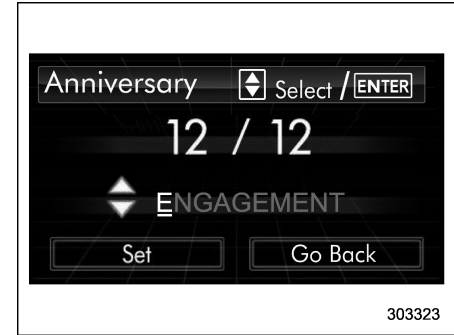 Anniversary Select / ENTER
12 / 12
ENGAGEMENT
Set Go Back
303323